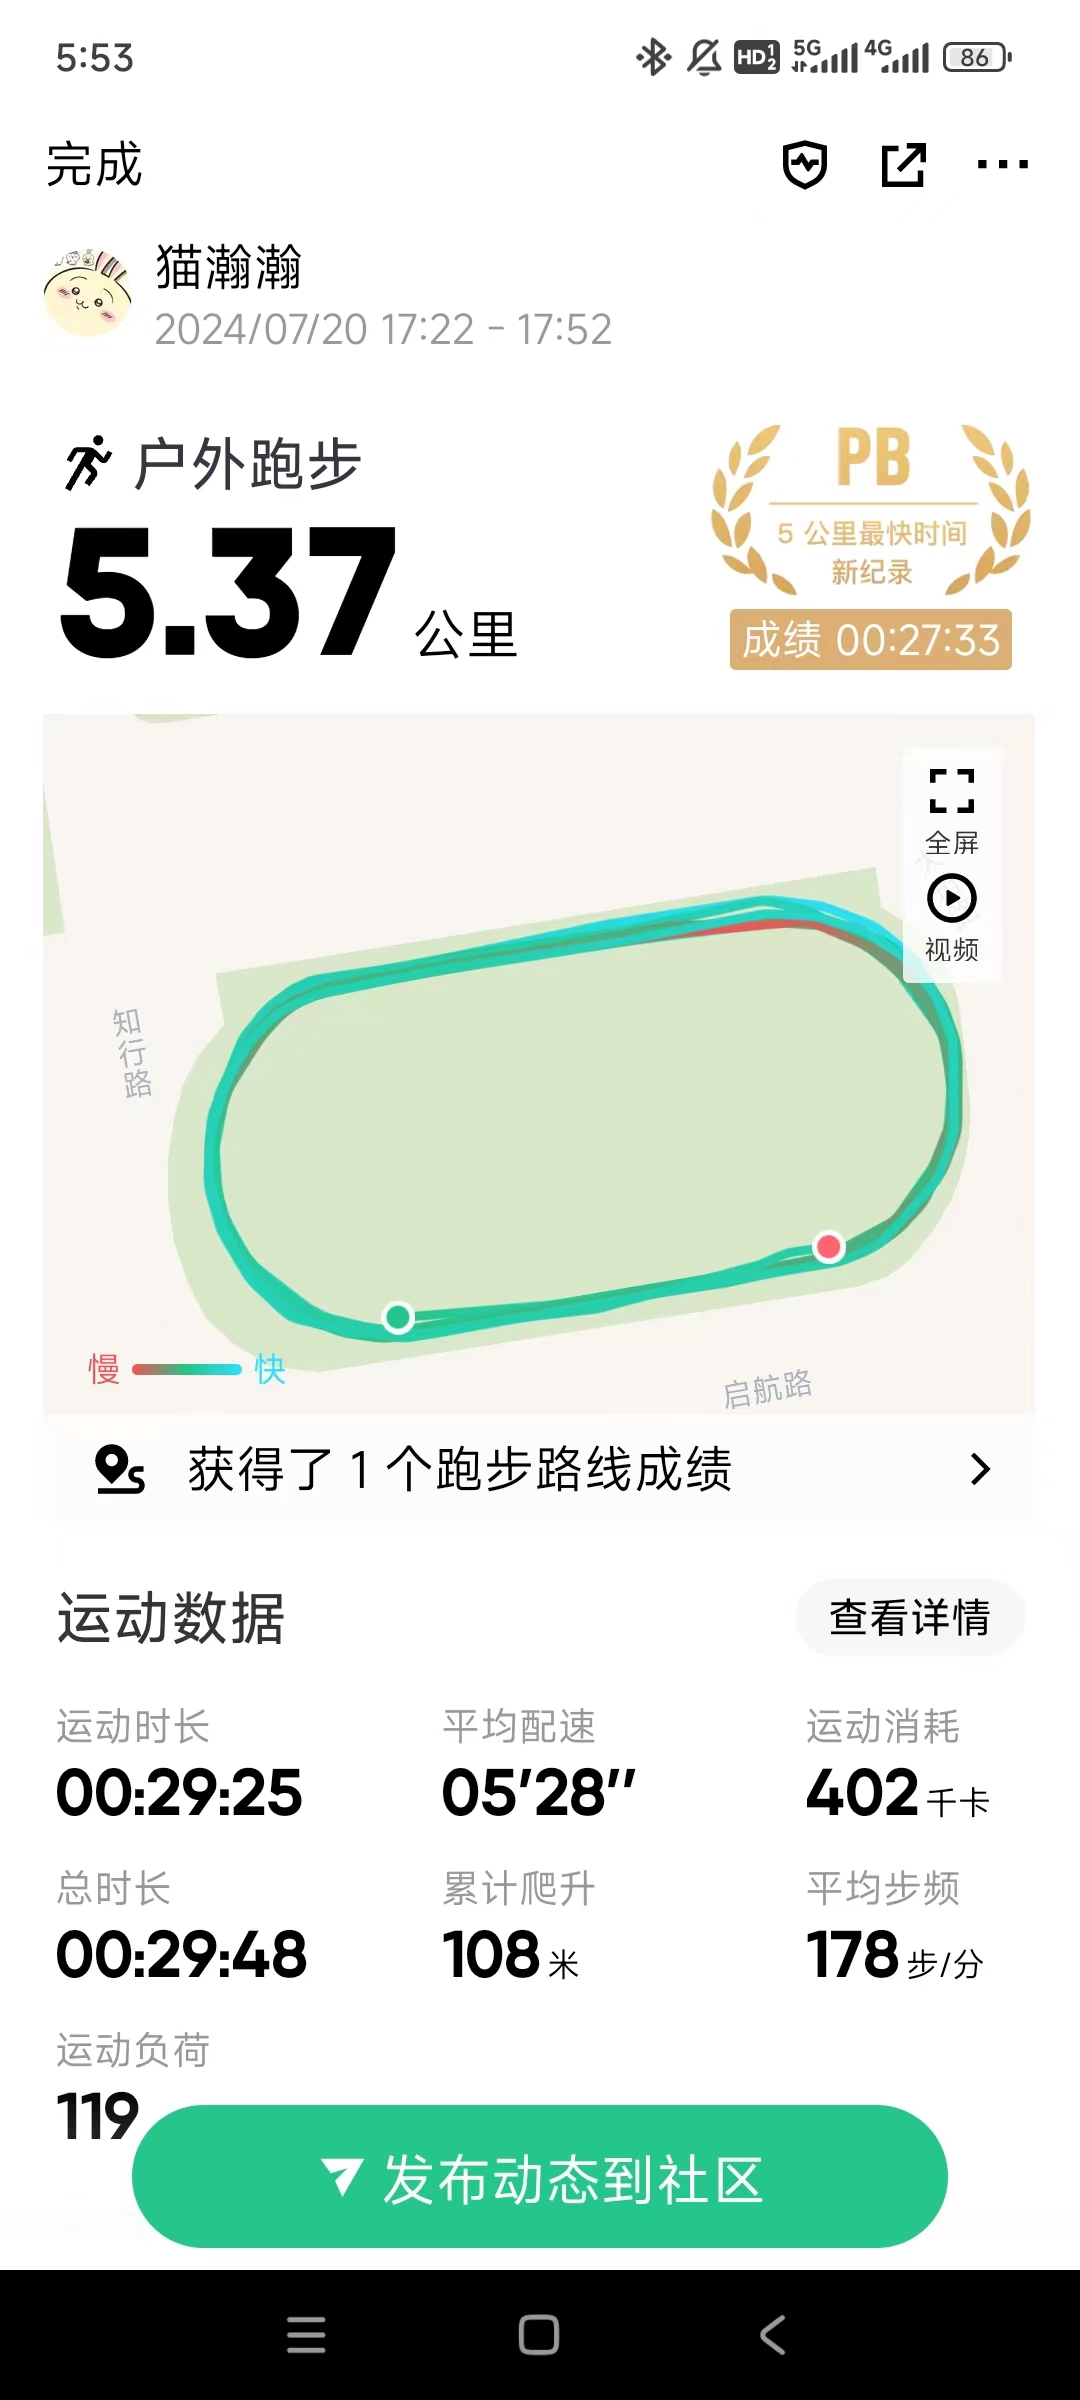 5:53
HD 1 2 5G 4G 86
完成
猫瀚瀚
2024/07/20 17:22 - 17:52
户外跑步
5.37 公里
PB
5 公里最快时间
新纪录
成绩 00:27:33
全屏
视频
知行路
慢 快
启航路
获得了 1 个跑步路线成绩
运动数据 查看详情
运动时长 平均配速 运动消耗
00:29:25 05'28'' 402 千卡
总时长 累计爬升 平均步频
00:29:48 108 米 178 步/分
运动负荷
119
发布动态到社区